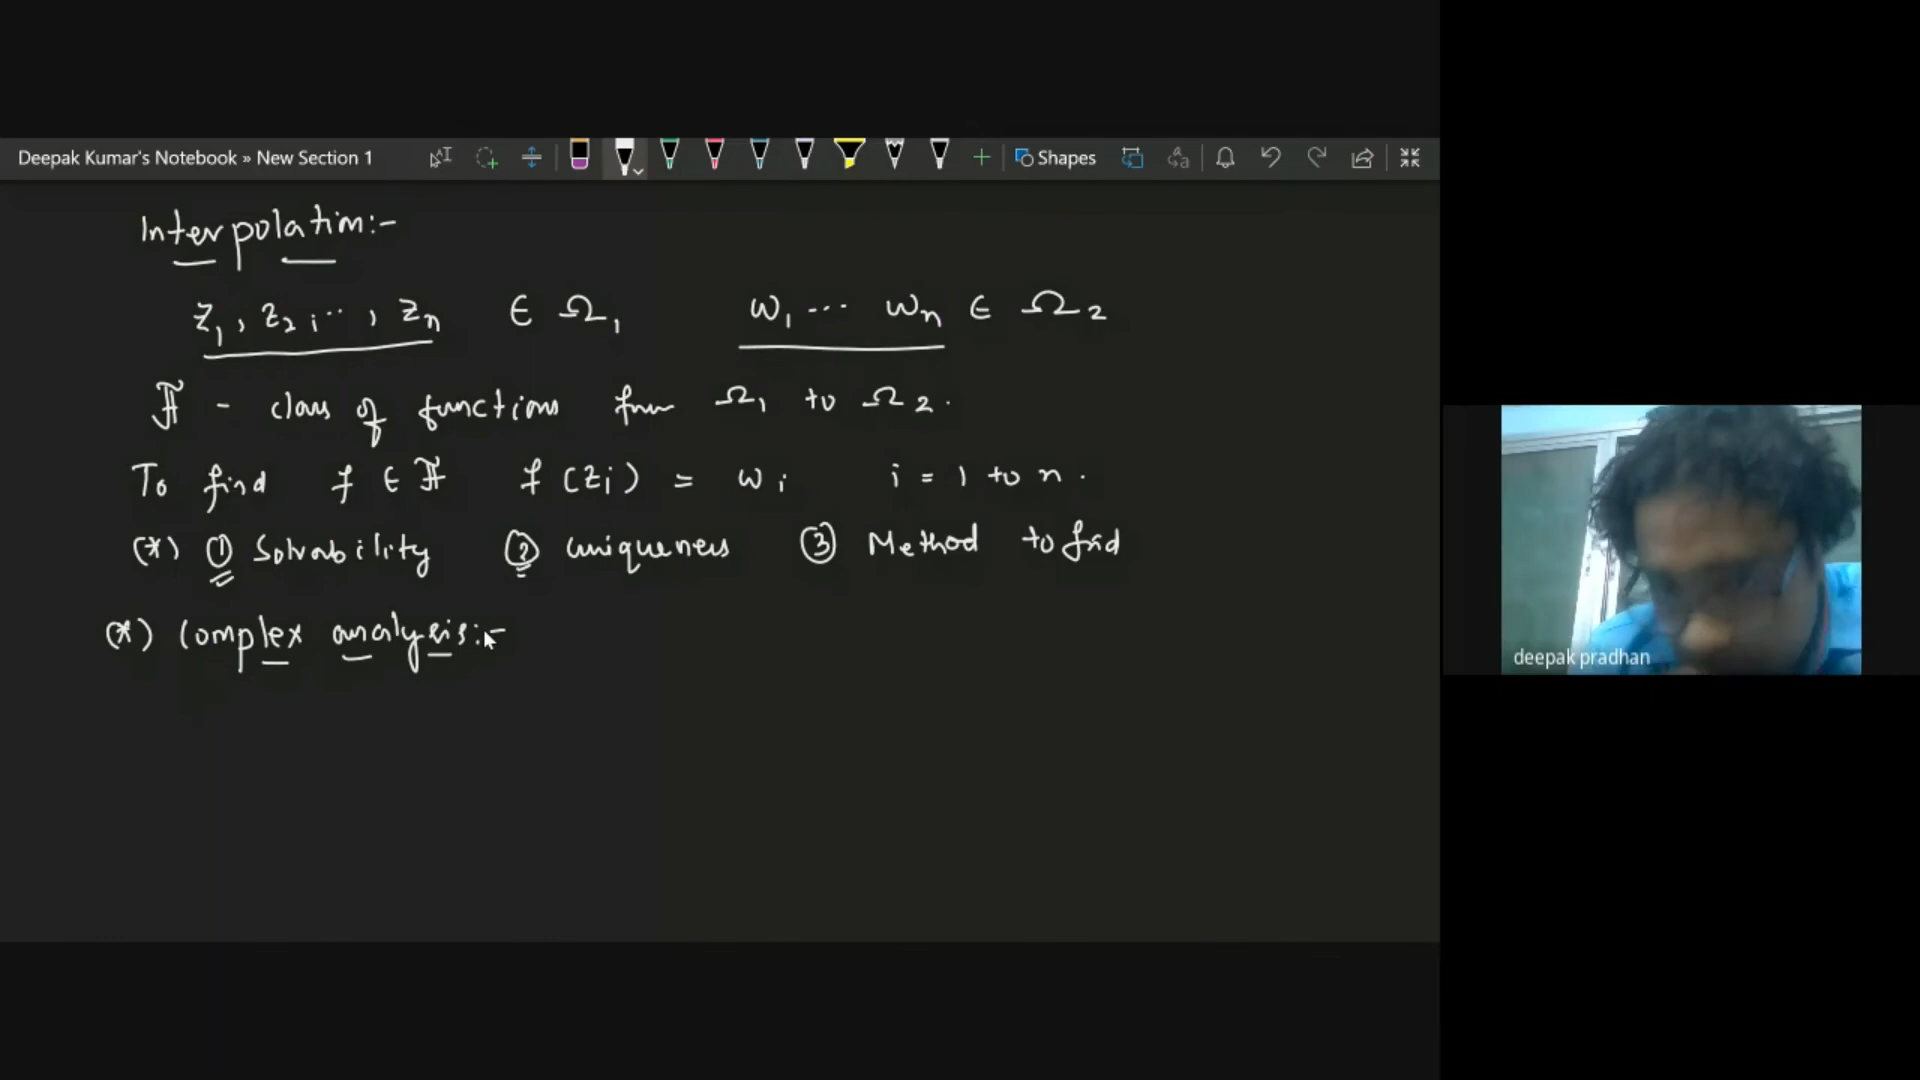 Deepak Kumar's Notebook » New Section 1
Shapes
Interpolation:-
z₁, z₂, ..., zₙ ∈ Ω₁ w₁ ... wₙ ∈ Ω₂
𝓕 - class of functions from Ω₁ to Ω₂.
To find f ∈ 𝓕 f(zᵢ) = wᵢ i = 1 to n.
(*) ① Solvability ② uniqueness ③ Method to find
(*) Complex analysis:-
deepak pradhan